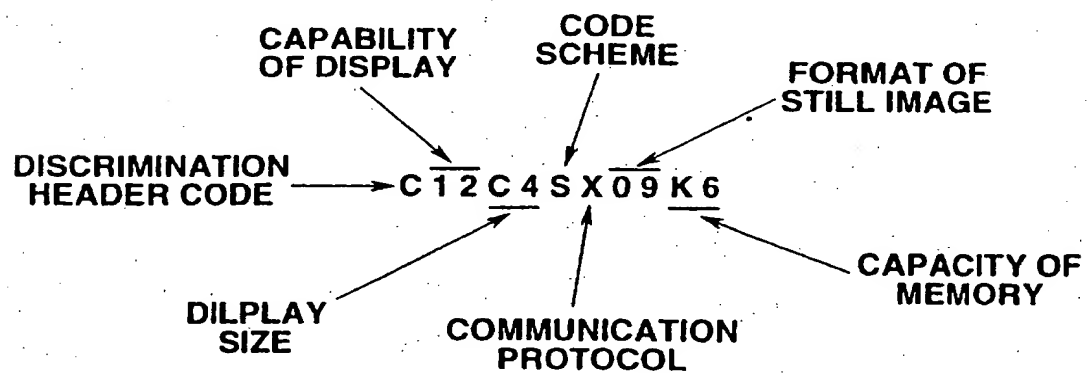 CAPABILITY
OF DISPLAY
CODE
SCHEME
FORMAT OF
STILL IMAGE
DISCRIMINATION
HEADER CODE
C 1 2 C 4 S X 0 9 K 6
DILPLAY
SIZE
COMMUNICATION
PROTOCOL
CAPACITY OF
MEMORY